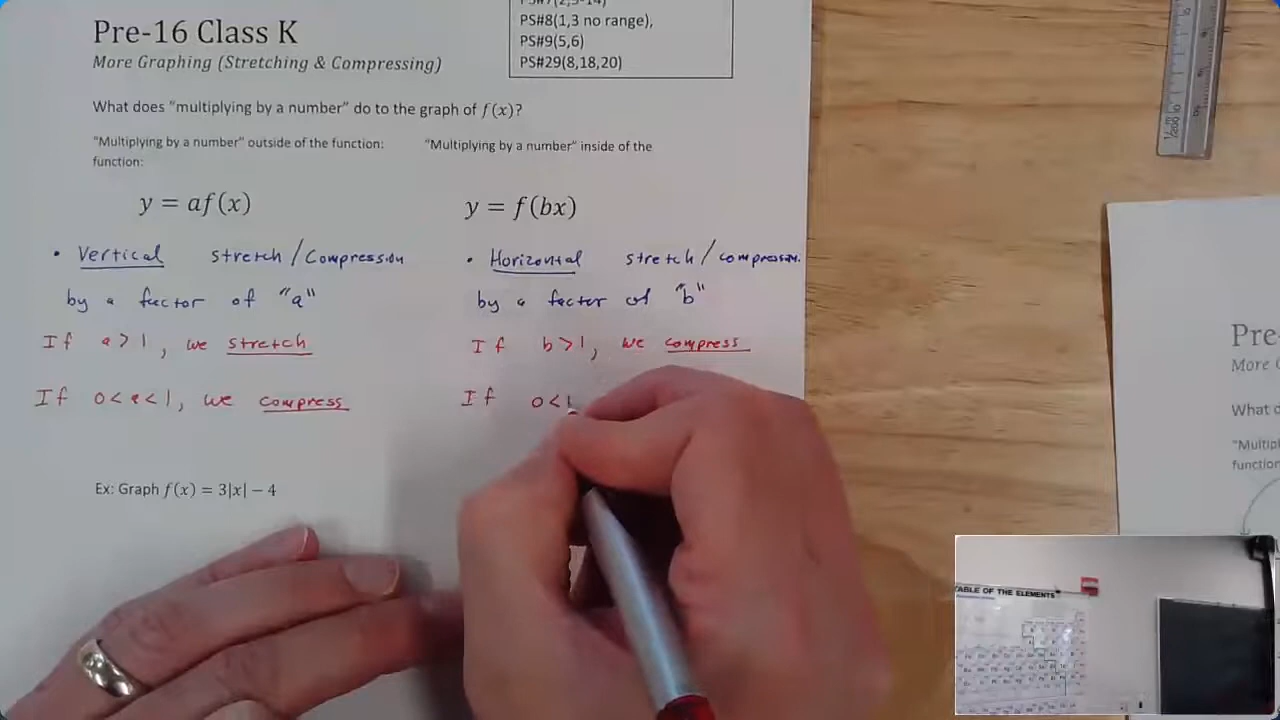 Pre-16 Class K
More Graphing (Stretching & Compressing)
PS#8(1,3 no range),
PS#9(5,6)
PS#29(8,18,20)
What does "multiplying by a number" do to the graph of f(x)?
"Multiplying by a number" outside of the function:
"Multiplying by a number" inside of the
function:
y = af(x)
• Vertical stretch/Compression
by a factor of "a"
If a>1, we stretch
If 0<a<1, we compress
y = f(bx)
• Horizontal stretch/compression.
by a factor of "b"
If b>1, we compress
If 0<
Ex: Graph f(x) = 3|x| − 4
Pre
More
What
"Multipl
function
TABLE OF THE ELEMENTS